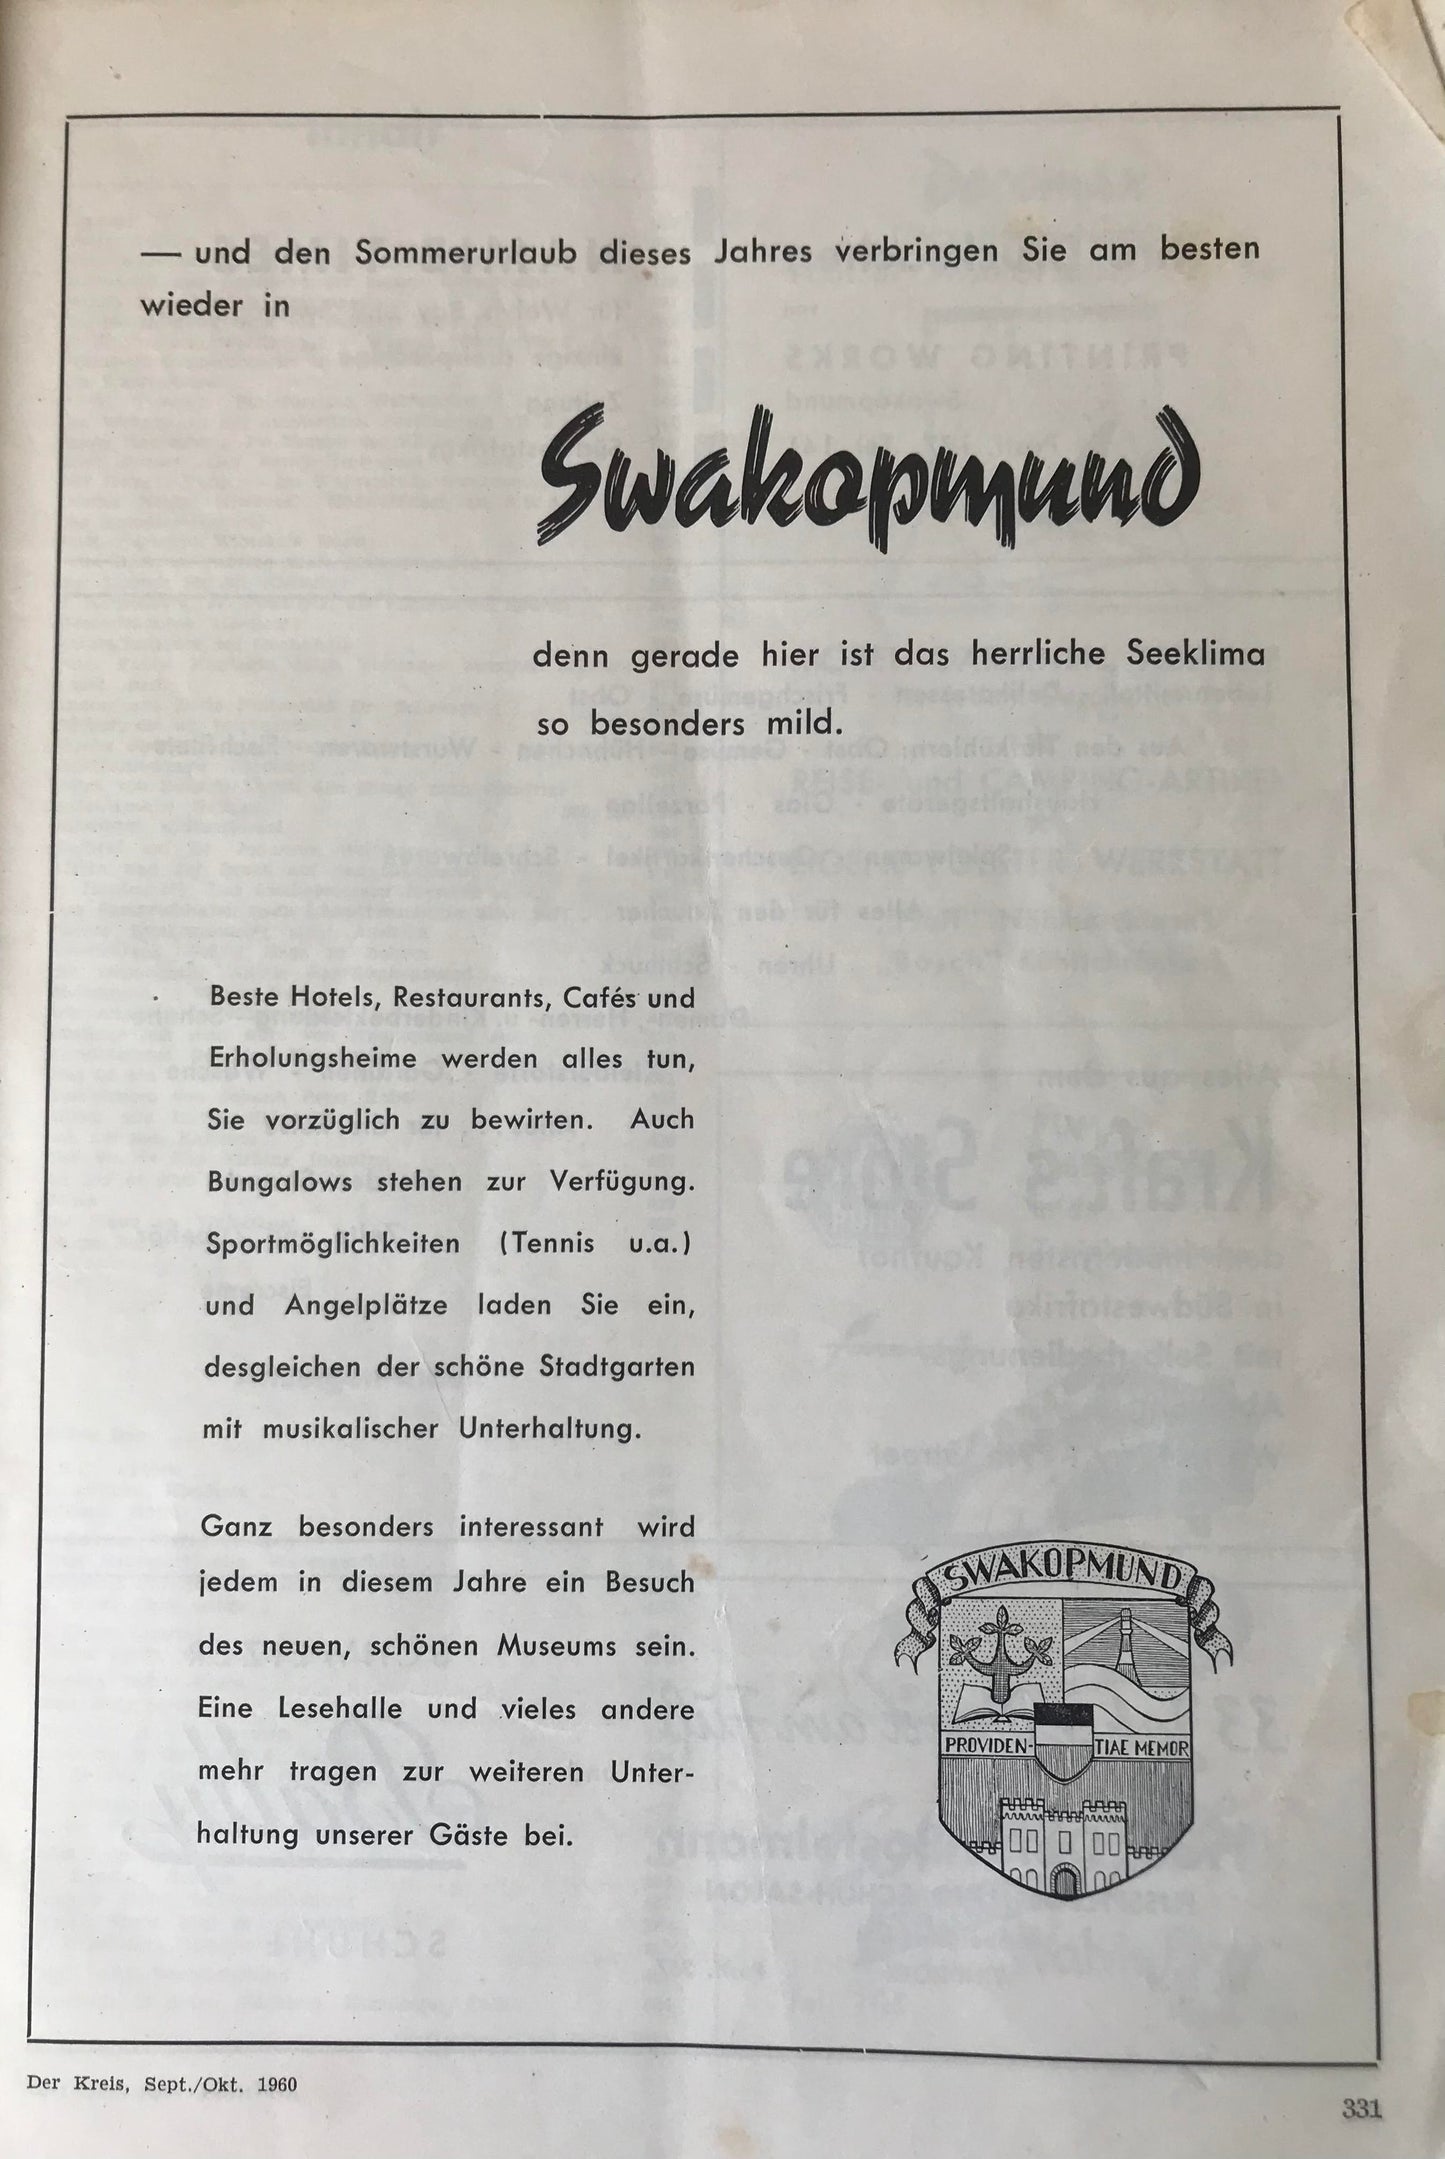 — und den Sommerurlaub dieses Jahres verbringen Sie am besten
wieder in
Swakopmund
denn gerade hier ist das herrliche Seeklima
so besonders mild.
Beste Hotels, Restaurants, Cafés und
Erholungsheime werden alles tun,
Sie vorzüglich zu bewirten. Auch
Bungalows stehen zur Verfügung.
Sportmöglichkeiten (Tennis u.a.)
und Angelplätze laden Sie ein,
desgleichen der schöne Stadtgarten
mit musikalischer Unterhaltung.
Ganz besonders interessant wird
jedem in diesem Jahre ein Besuch
des neuen, schönen Museums sein.
Eine Lesehalle und vieles andere
mehr tragen zur weiteren Unter-
haltung unserer Gäste bei.
SWAKOPMUND
PROVIDEN-TIAE MEMOR
Der Kreis, Sept./Okt. 1960
331